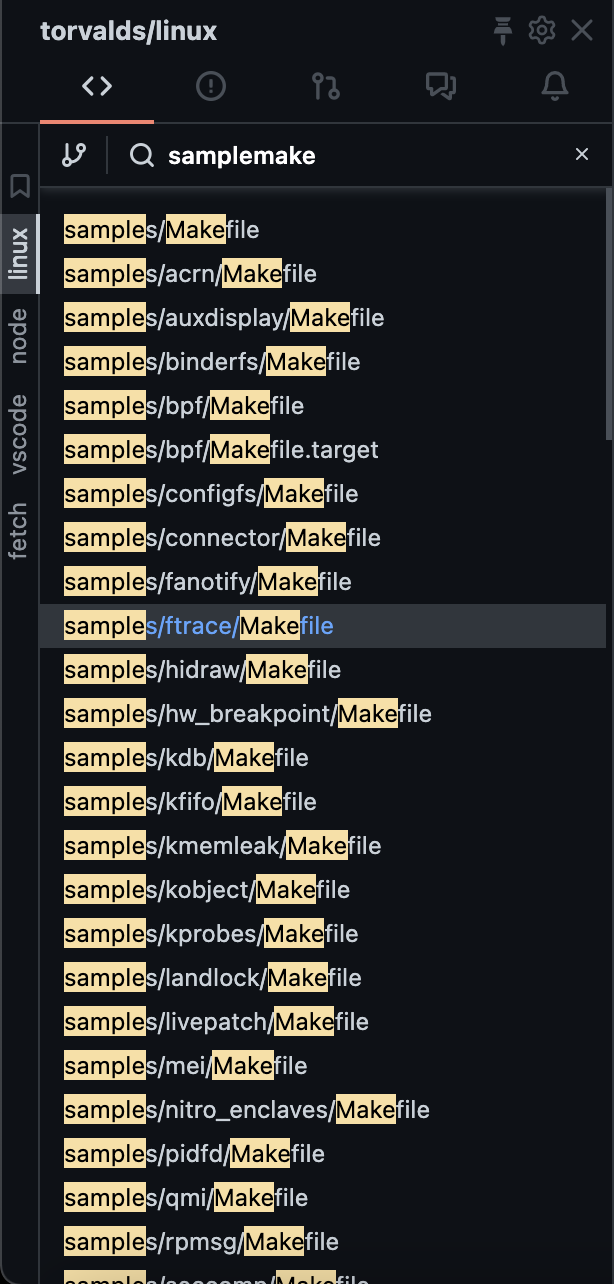 torvalds/linux
samplemake
linux
node
vscode
fetch
samples/Makefile
samples/acrn/Makefile
samples/auxdisplay/Makefile
samples/binderfs/Makefile
samples/bpf/Makefile
samples/bpf/Makefile.target
samples/configfs/Makefile
samples/connector/Makefile
samples/fanotify/Makefile
samples/ftrace/Makefile
samples/hidraw/Makefile
samples/hw_breakpoint/Makefile
samples/kdb/Makefile
samples/kfifo/Makefile
samples/kmemleak/Makefile
samples/kobject/Makefile
samples/kprobes/Makefile
samples/landlock/Makefile
samples/livepatch/Makefile
samples/mei/Makefile
samples/nitro_enclaves/Makefile
samples/pidfd/Makefile
samples/qmi/Makefile
samples/rpmsg/Makefile